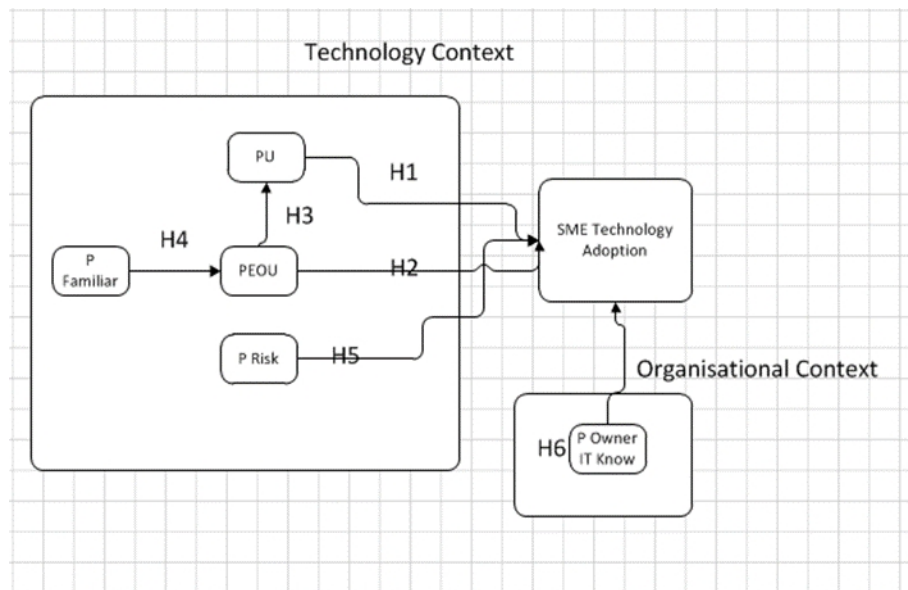 Technology Context
PU
H1
H3
SME Technology
Adoption
H4
P
Familiar
PEOU
H2
P Risk
H5
Organisational Context
H6
P Owner
IT Know